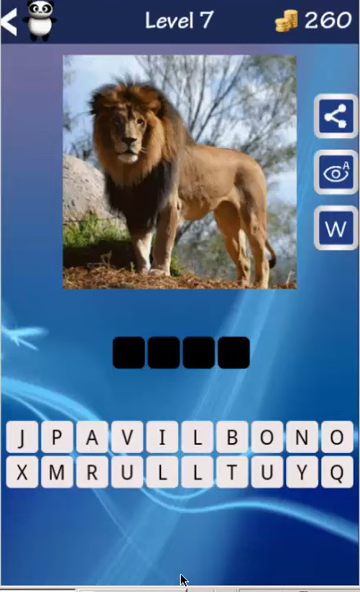 Level 7 260
A
W
J P A V I L B O N O
X M R U L L T U Y Q